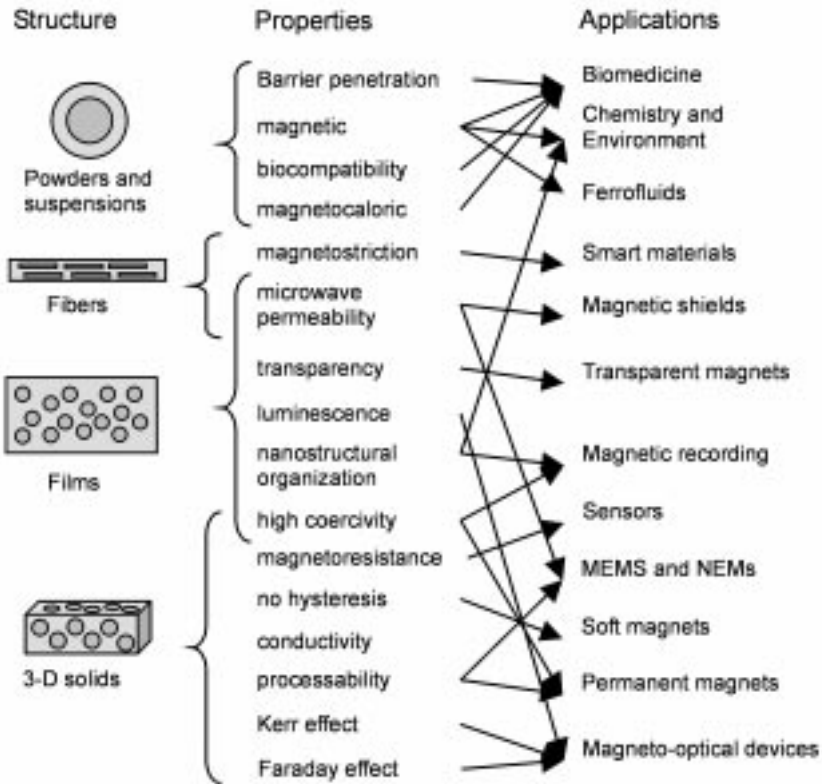 Structure
Properties
Applications
Powders and
suspensions
Fibers
Films
3-D solids
Barrier penetration
magnetic
biocompatibility
magnetocaloric
magnetostriction
microwave
permeability
transparency
luminescence
nanostructural
organization
high coercivity
magnetoresistance
no hysteresis
conductivity
processability
Kerr effect
Faraday effect
Biomedicine
Chemistry and
Environment
Ferrofluids
Smart materials
Magnetic shields
Transparent magnets
Magnetic recording
Sensors
MEMS and NEMs
Soft magnets
Permanent magnets
Magneto-optical devices